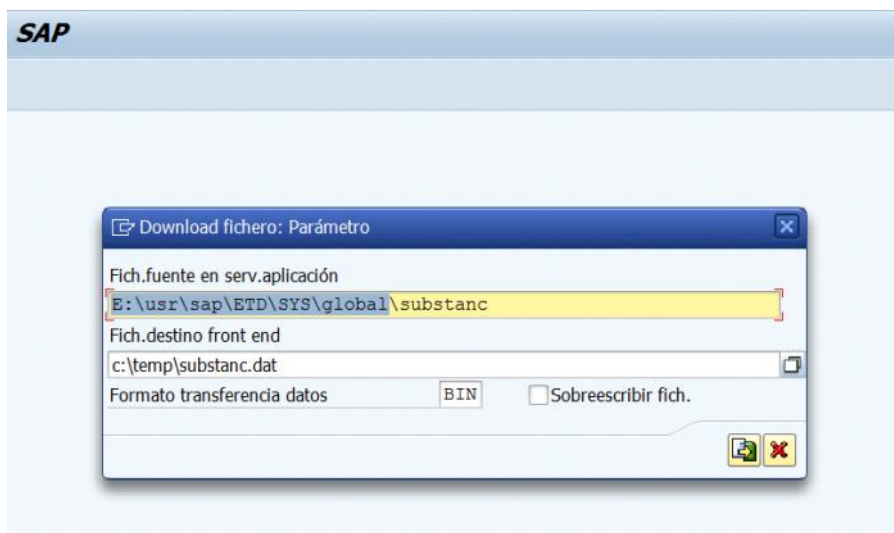 SAP
Download fichero: Parámetro
Fich.fuente en serv.aplicación
E:\usr\sap\ETD\SYS\global\substanc
Fich.destino front end
c:\temp\substanc.dat
Formato transferencia datos BIN Sobreescribir fich.